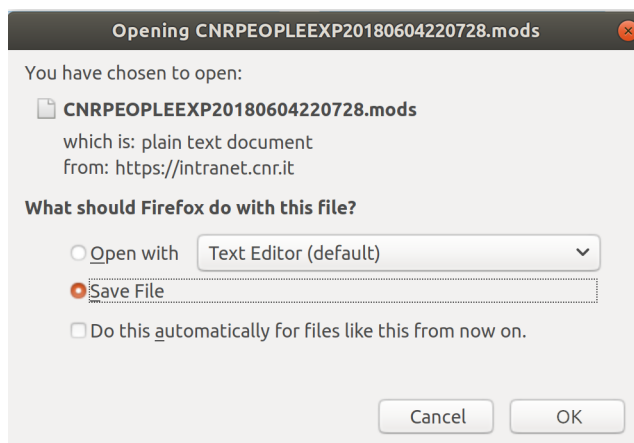 Opening CNRPEOPLEEXP20180604220728.mods
You have chosen to open:
CNRPEOPLEEXP20180604220728.mods
which is: plain text document
from: https://intranet.cnr.it
What should Firefox do with this file?
Open with Text Editor (default)
Save File
Do this automatically for files like this from now on.
Cancel OK